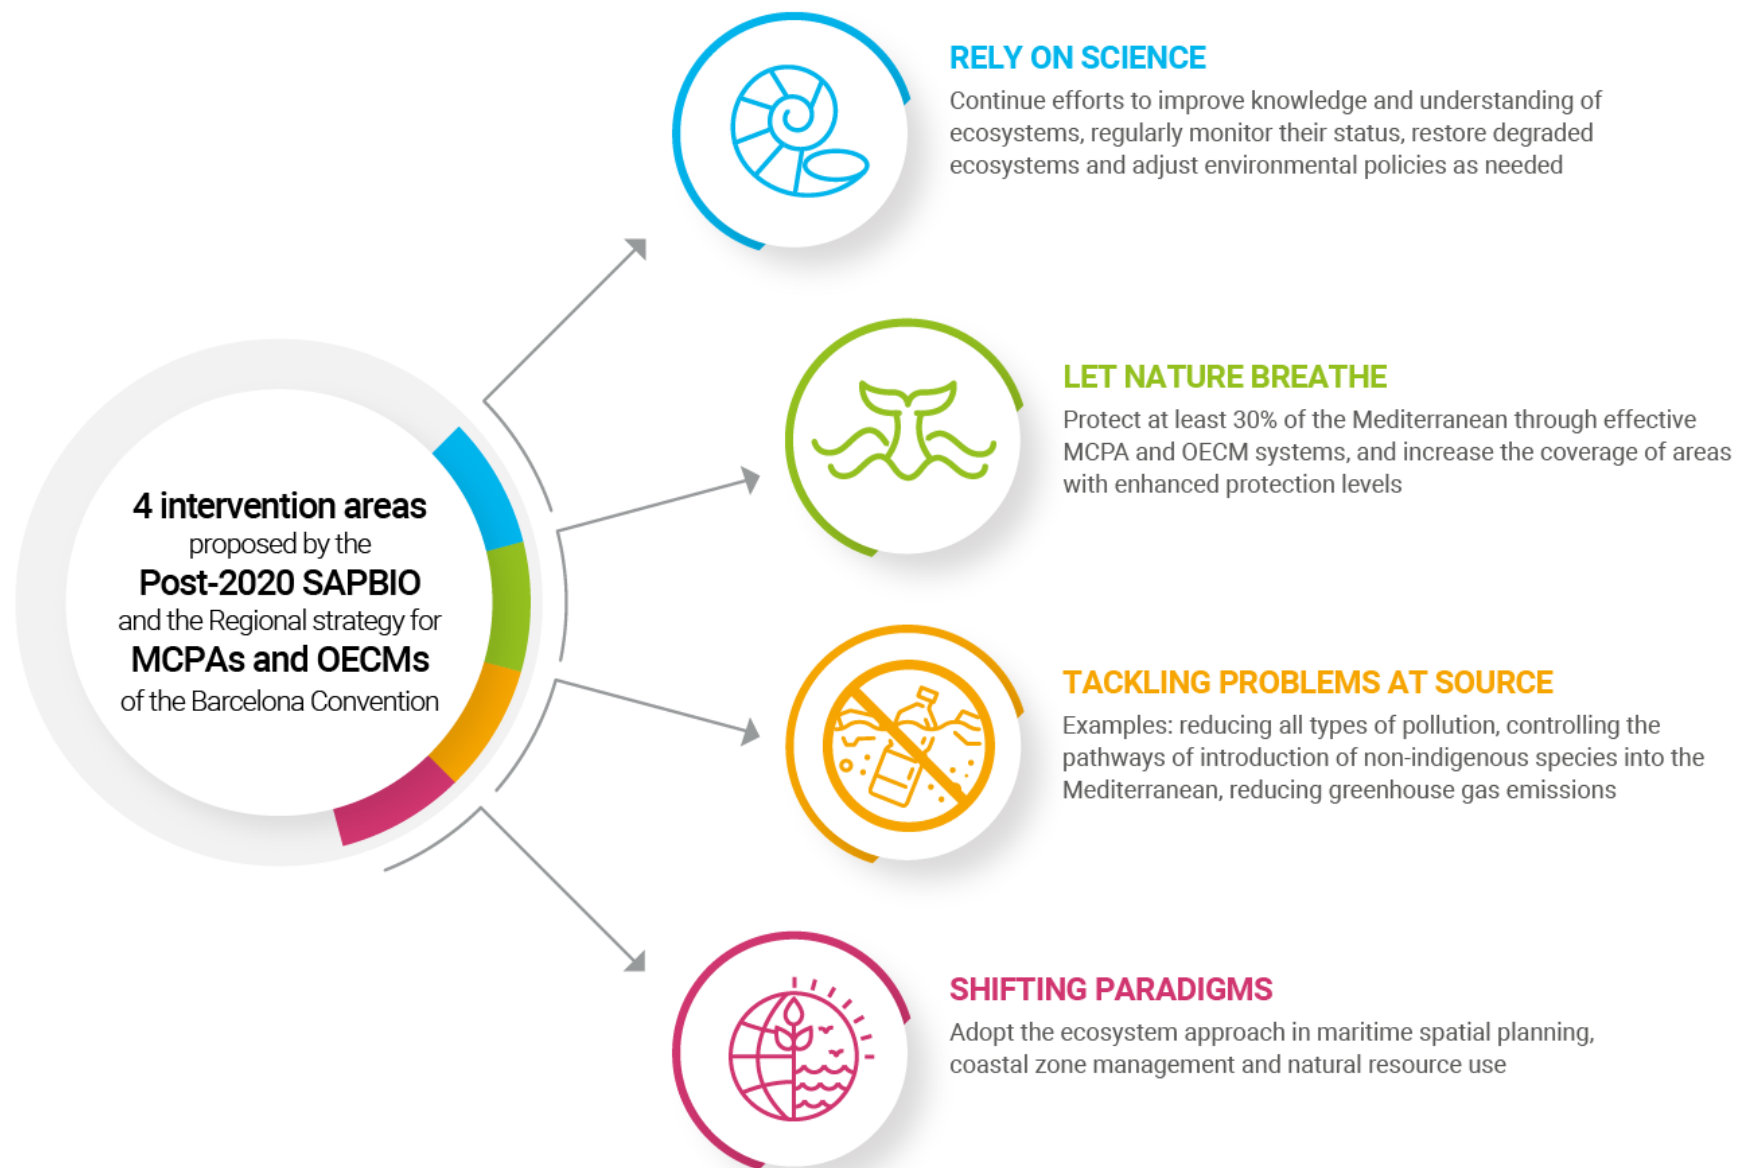 4 intervention areas
proposed by the
Post-2020 SAPBIO
and the Regional strategy for
MCPAs and OECMs
of the Barcelona Convention
RELY ON SCIENCE
Continue efforts to improve knowledge and understanding of
ecosystems, regularly monitor their status, restore degraded
ecosystems and adjust environmental policies as needed
LET NATURE BREATHE
Protect at least 30% of the Mediterranean through effective
MCPA and OECM systems, and increase the coverage of areas
with enhanced protection levels
TACKLING PROBLEMS AT SOURCE
Examples: reducing all types of pollution, controlling the
pathways of introduction of non-indigenous species into the
Mediterranean, reducing greenhouse gas emissions
SHIFTING PARADIGMS
Adopt the ecosystem approach in maritime spatial planning,
coastal zone management and natural resource use